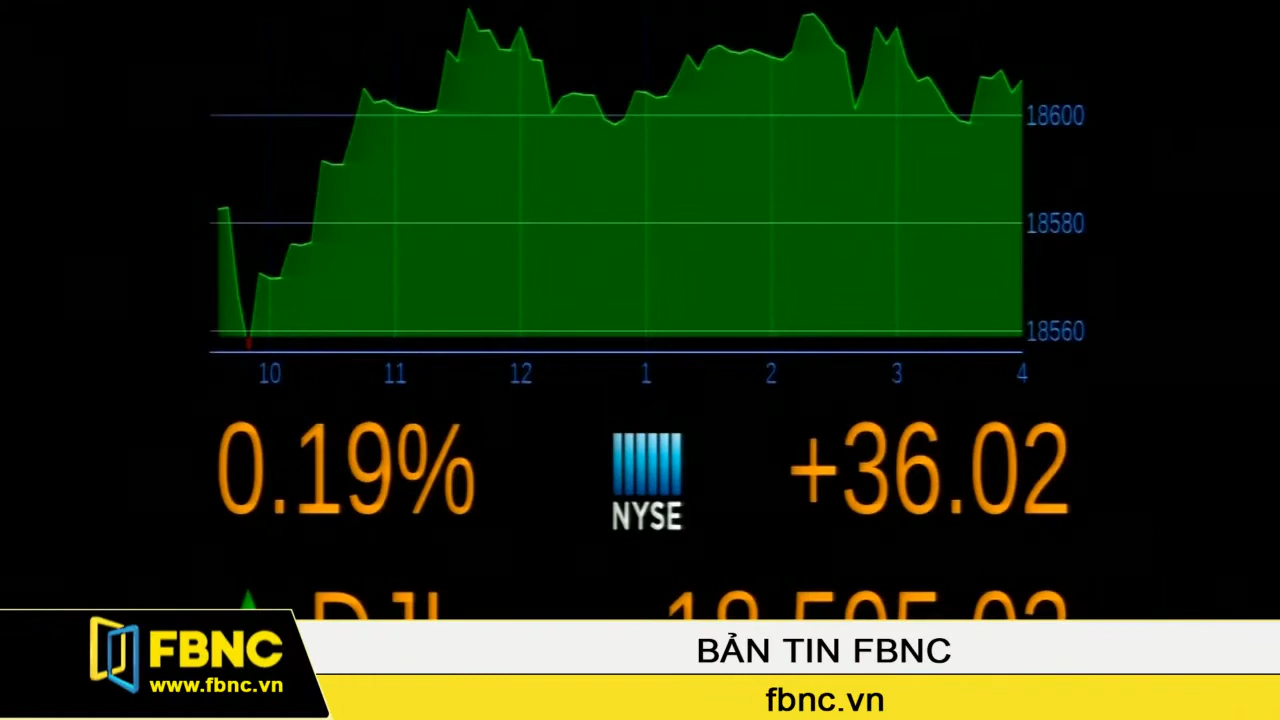 18600
18580
18560
10 11 12 1 2 3 4
0.19% NYSE +36.02
FBNC
www.fbnc.vn
BẢN TIN FBNC
fbnc.vn